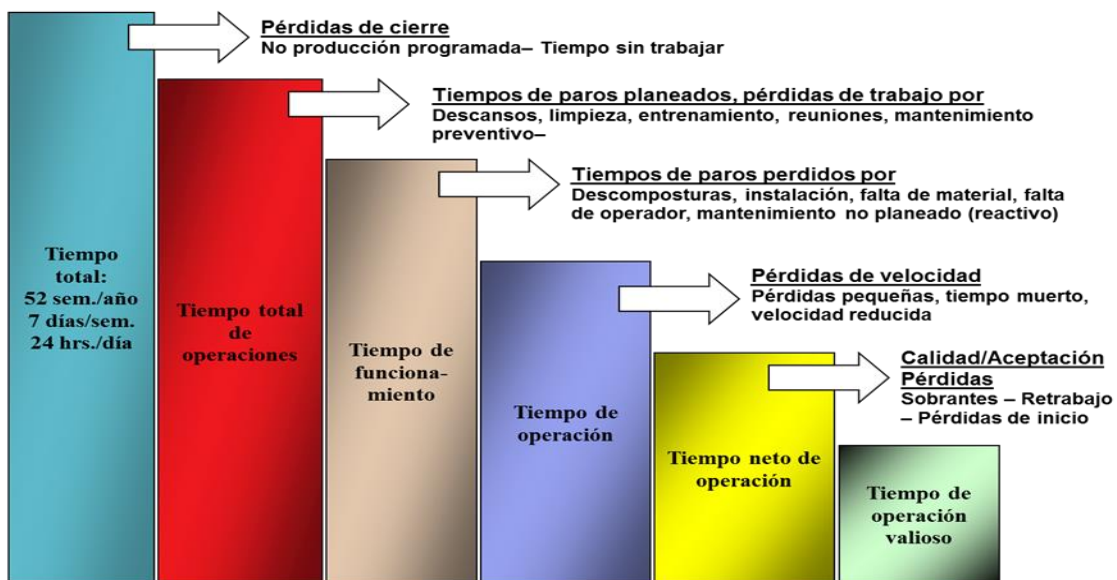 Pérdidas de cierre
No producción programada– Tiempo sin trabajar
Tiempos de paros planeados, pérdidas de trabajo por
Descansos, limpieza, entrenamiento, reuniones, mantenimiento
preventivo–
Tiempos de paros perdidos por
Descomposturas, instalación, falta de material, falta
de operador, mantenimiento no planeado (reactivo)
Pérdidas de velocidad
Pérdidas pequeñas, tiempo muerto,
velocidad reducida
Calidad/Aceptación
Pérdidas
Sobrantes – Retrabajo
– Pérdidas de inicio
Tiempo
total:
52 sem./año
7 días/sem.
24 hrs./día
Tiempo total
de
operaciones
Tiempo de
funciona-
miento
Tiempo de
operación
Tiempo neto de
operación
Tiempo de
operación
valioso